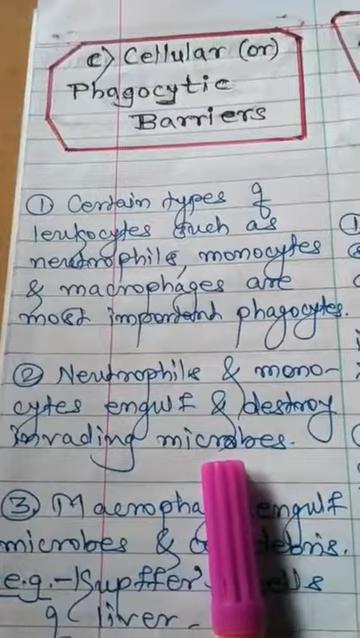 c) Cellular (or)
Phagocytic
Barriers
① Certain types of
leukocytes such as
neutrophils, monocytes
& macrophages are
most important phagocytes.
② Neutrophils & mono-
cytes engulf & destroy
invading microbes.
③ Macropha engulf
microbes & debris.
e.g.-Kupffer's cells
of liver.